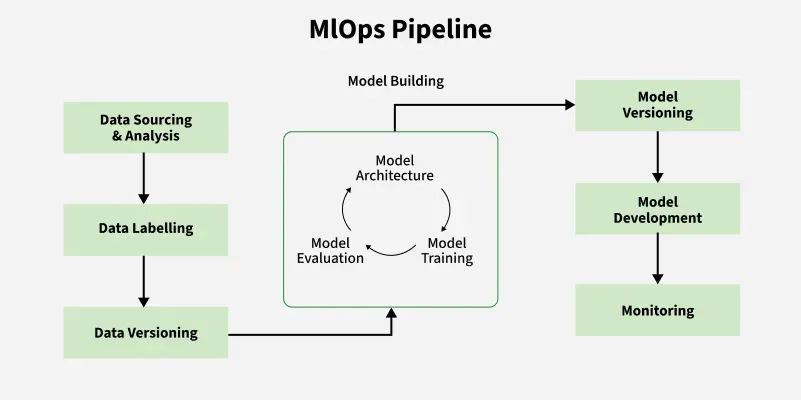 MlOps Pipeline
Data Sourcing
& Analysis
Data Labelling
Data Versioning
Model Building
Model
Architecture
Model
Training
Model
Evaluation
Model
Versioning
Model
Development
Monitoring